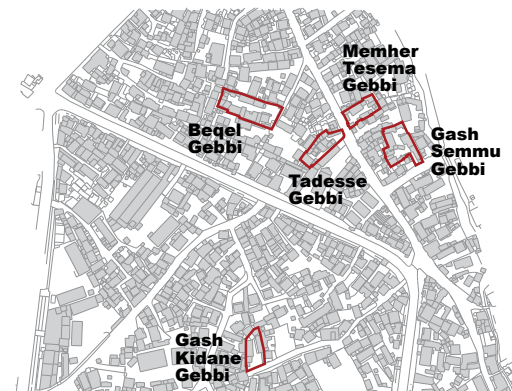 Memher
Tesema
Gebbi
Beqel
Gebbi
Gash
Semmu
Gebbi
Tadesse
Gebbi
Gash
Kidane
Gebbi